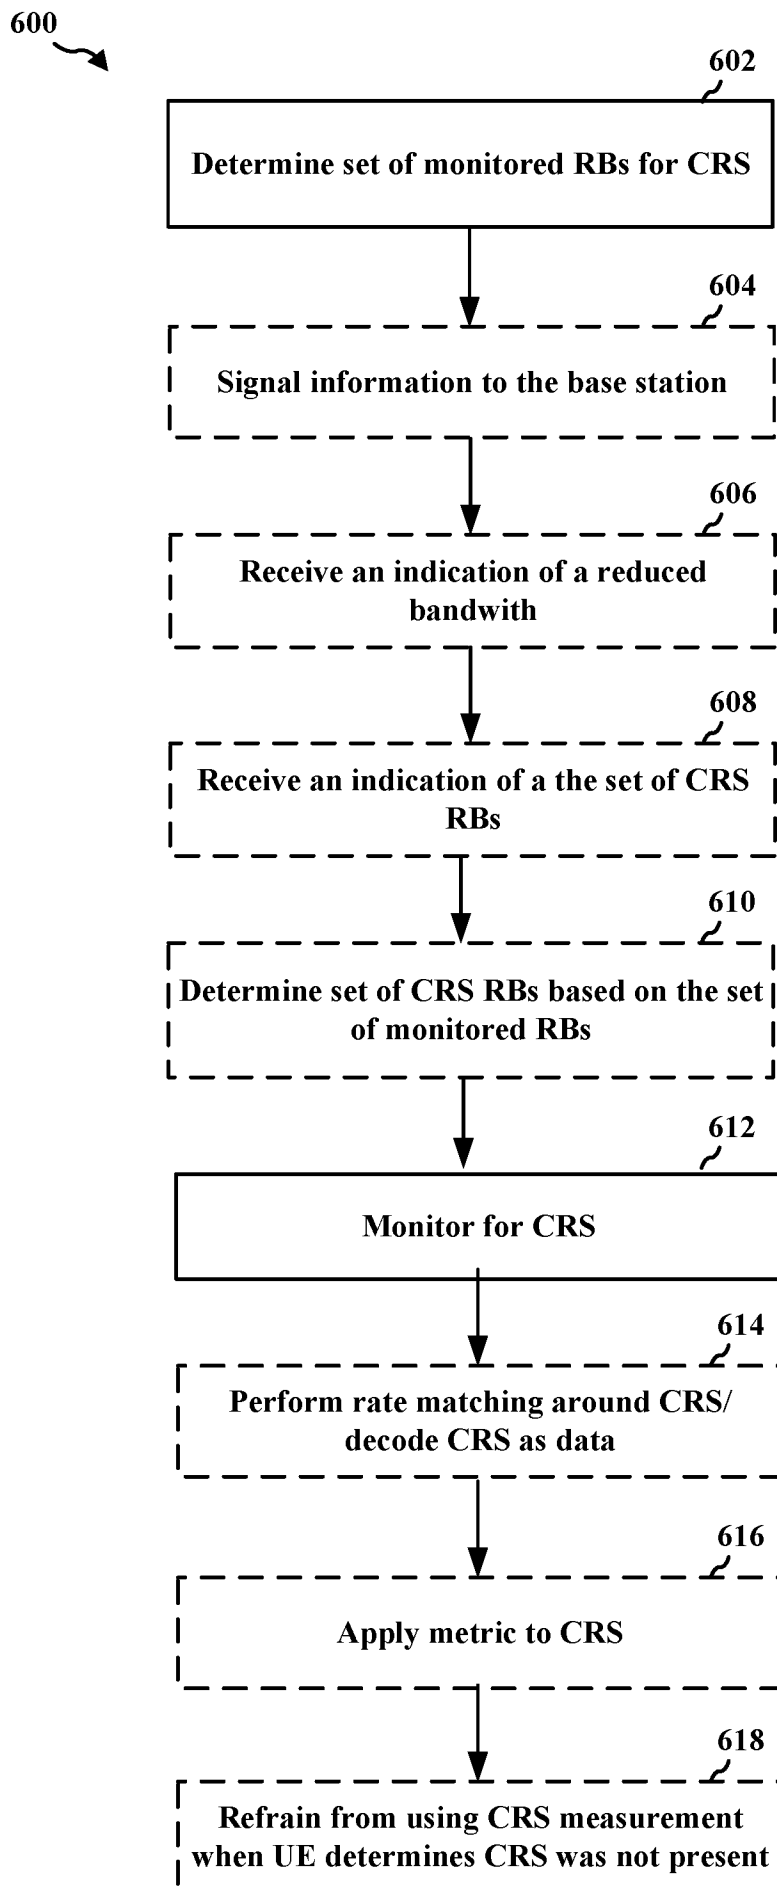 600
602
Determine set of monitored RBs for CRS
604
Signal information to the base station
606
Receive an indication of a reduced
bandwith
608
Receive an indication of a the set of CRS
RBs
610
Determine set of CRS RBs based on the set
of monitored RBs
612
Monitor for CRS
614
Perform rate matching around CRS/
decode CRS as data
616
Apply metric to CRS
618
Refrain from using CRS measurement
when UE determines CRS was not present